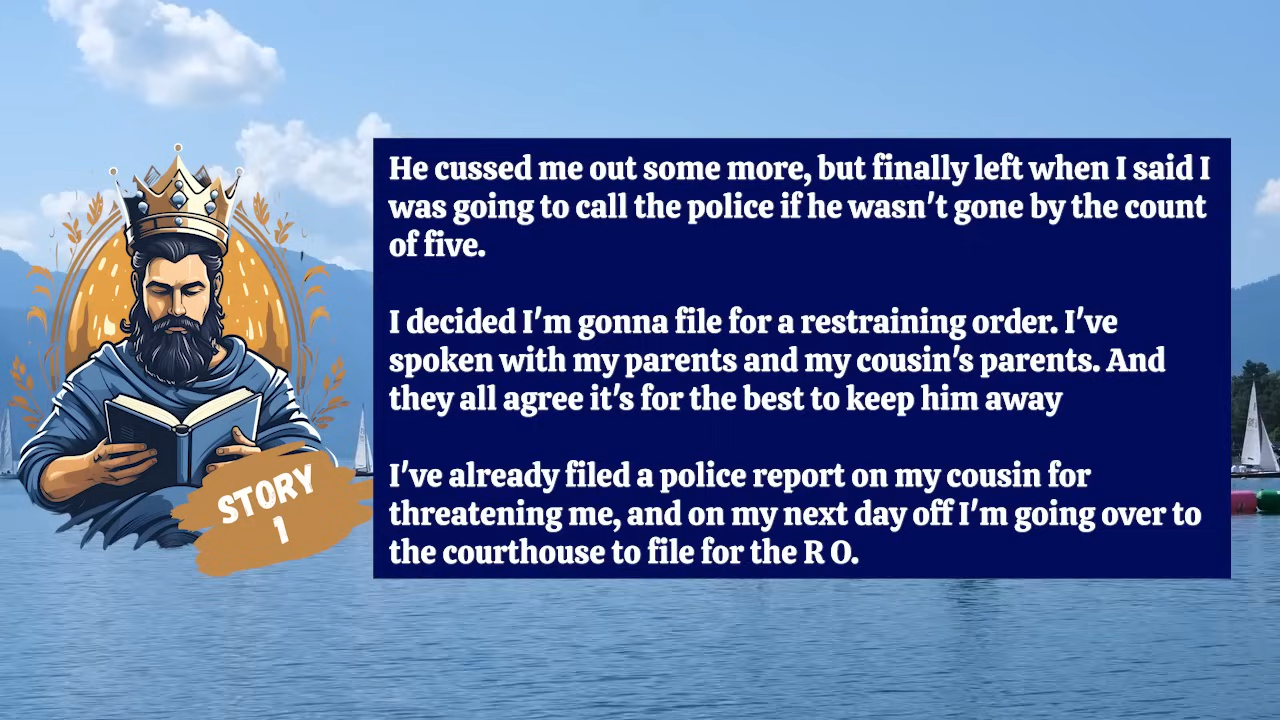 He cussed me out some more, but finally left when I said I
was going to call the police if he wasn't gone by the count
of five.
I decided I'm gonna file for a restraining order. I've
spoken with my parents and my cousin's parents. And
they all agree it's for the best to keep him away
I've already filed a police report on my cousin for
threatening me, and on my next day off I'm going over to
the courthouse to file for the R O.
STORY
1